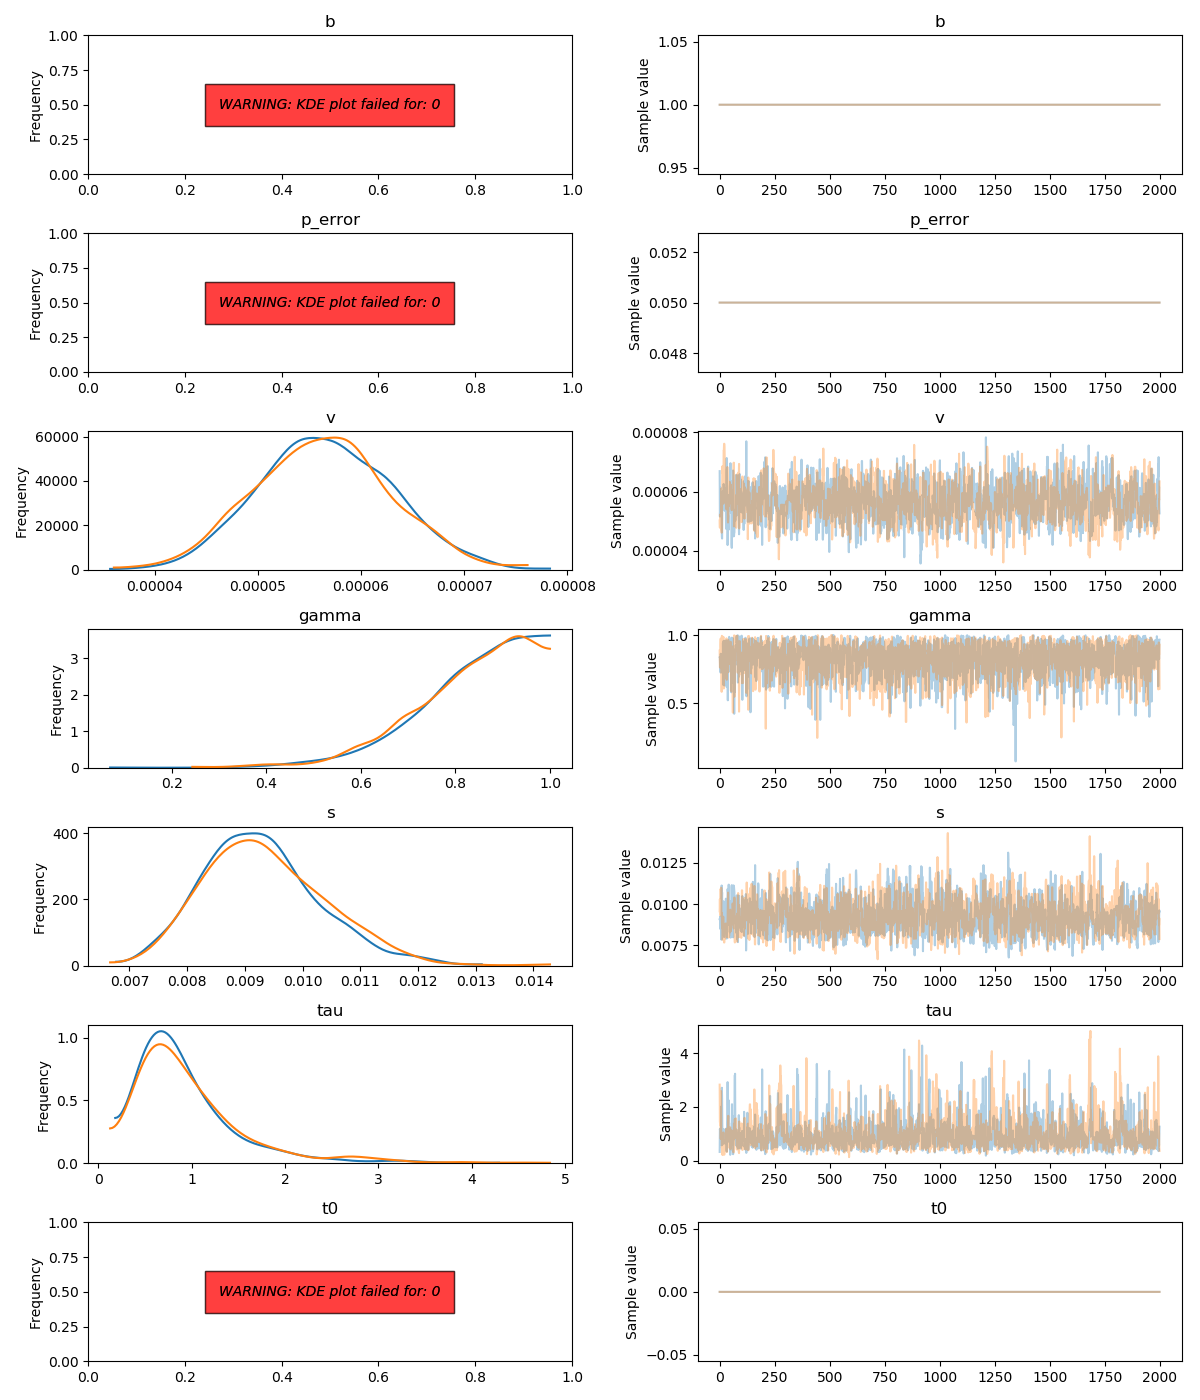 b
b
1.00
0.75
0.50
0.25
0.00
Frequency
WARNING: KDE plot failed for: 0
0.0 0.2 0.4 0.6 0.8 1.0
1.05
1.00
0.95
Sample value
0 250 500 750 1000 1250 1500 1750 2000
p_error
p_error
1.00
0.75
0.50
0.25
0.00
Frequency
WARNING: KDE plot failed for: 0
0.0 0.2 0.4 0.6 0.8 1.0
0.052
0.050
0.048
Sample value
0 250 500 750 1000 1250 1500 1750 2000
v
v
60000
40000
20000
0
Frequency
0.00004 0.00005 0.00006 0.00007 0.00008
0.00008
0.00006
0.00004
Sample value
0 250 500 750 1000 1250 1500 1750 2000
gamma
gamma
3
2
1
0
Frequency
0.2 0.4 0.6 0.8 1.0
1.0
0.5
Sample value
0 250 500 750 1000 1250 1500 1750 2000
s
s
400
200
0
Frequency
0.007 0.008 0.009 0.010 0.011 0.012 0.013 0.014
0.0125
0.0100
0.0075
Sample value
0 250 500 750 1000 1250 1500 1750 2000
tau
tau
1.0
0.5
0.0
Frequency
0 1 2 3 4 5
4
2
0
Sample value
0 250 500 750 1000 1250 1500 1750 2000
t0
t0
1.00
0.75
0.50
0.25
0.00
Frequency
WARNING: KDE plot failed for: 0
0.0 0.2 0.4 0.6 0.8 1.0
0.05
0.00
−0.05
Sample value
0 250 500 750 1000 1250 1500 1750 2000